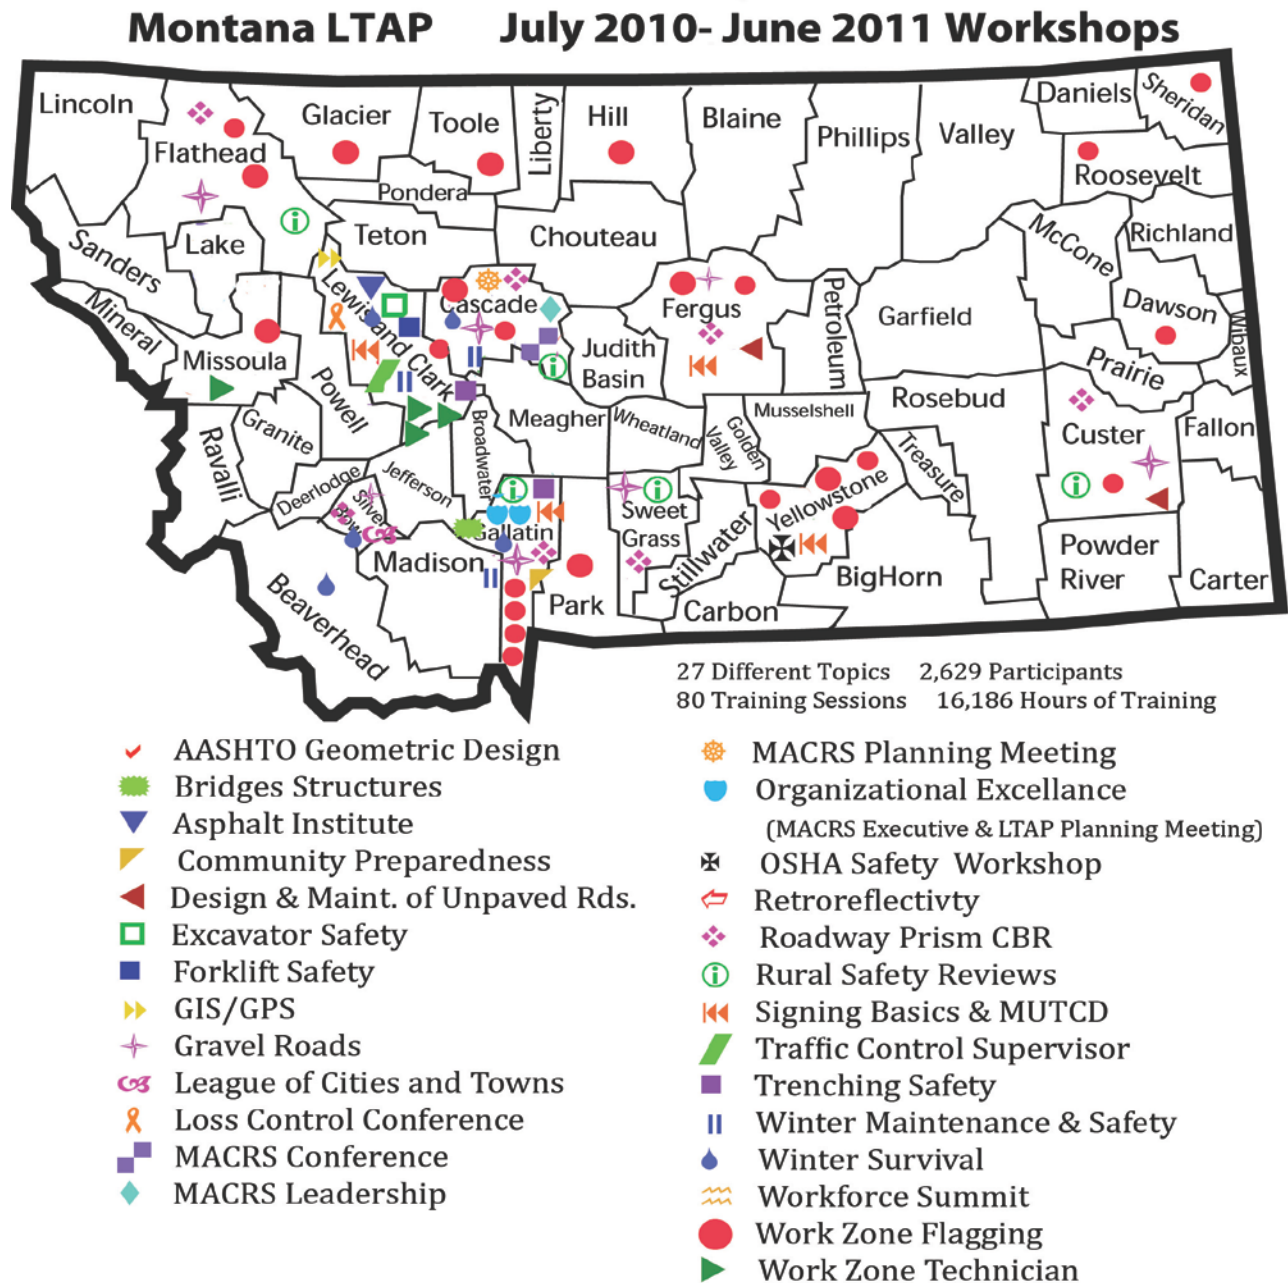 Montana LTAP July 2010- June 2011 Workshops
Lincoln
Flathead
Glacier
Toole
Liberty
Hill
Blaine
Phillips
Valley
Daniels
Sheridan
Roosevelt
Pondera
Teton
Chouteau
Sanders
Lake
McCone
Richland
Mineral
Missoula
Lewis and Clark
Cascade
Fergus
Petroleum
Garfield
Dawson
Wibaux
Judith
Basin
Prairie
Powell
Granite
Ravalli
Broadwater
Meagher
Wheatland
Golden
Valley
Musselshell
Rosebud
Treasure
Custer
Fallon
Deerlodge
Silver
Bow
Jefferson
Gallatin
Sweet
Grass
Stillwater
Yellowstone
Madison
Beaverhead
Park
Carbon
BigHorn
Powder
River
Carter
27 Different Topics 2,629 Participants
80 Training Sessions 16,186 Hours of Training
AASHTO Geometric Design
Bridges Structures
Asphalt Institute
Community Preparedness
Design & Maint. of Unpaved Rds.
Excavator Safety
Forklift Safety
GIS/GPS
Gravel Roads
League of Cities and Towns
Loss Control Conference
MACRS Conference
MACRS Leadership
MACRS Planning Meeting
Organizational Excellance
(MACRS Executive & LTAP Planning Meeting)
OSHA Safety Workshop
Retroreflectivty
Roadway Prism CBR
Rural Safety Reviews
Signing Basics & MUTCD
Traffic Control Supervisor
Trenching Safety
Winter Maintenance & Safety
Winter Survival
Workforce Summit
Work Zone Flagging
Work Zone Technician